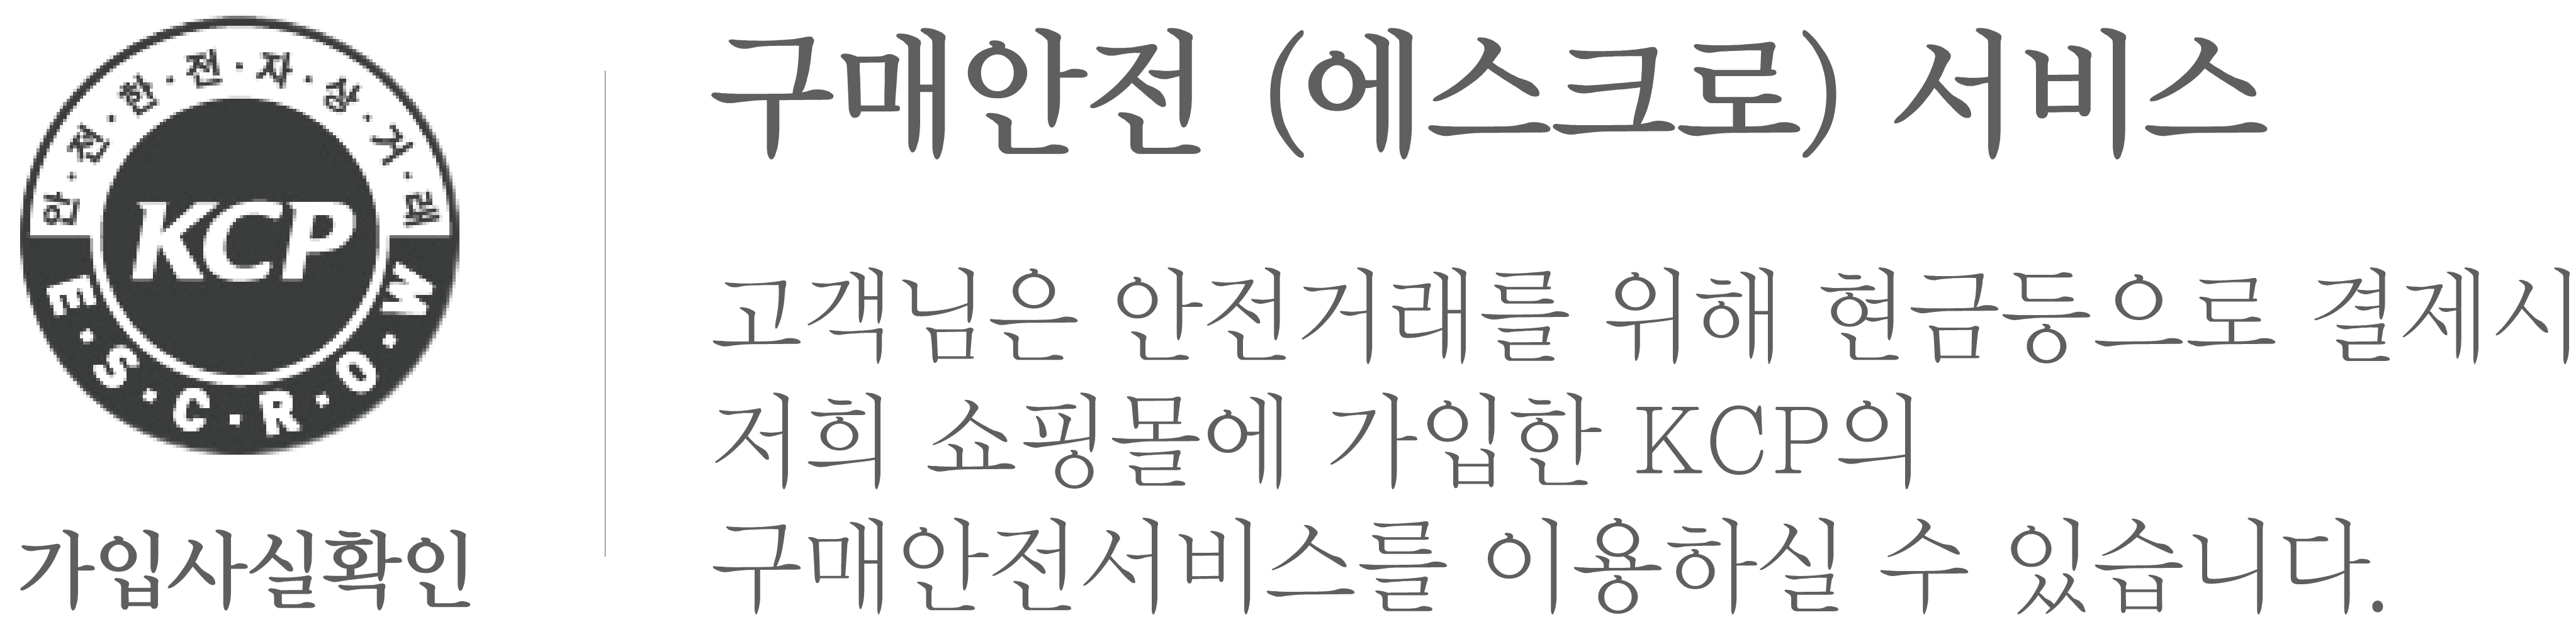 안·전·한·전·자·상·거·래
KCP
E·S·C·R·O·W
가입사실확인
구매안전 (에스크로) 서비스
고객님은 안전거래를 위해 현금등으로 결제시
저희 쇼핑몰에 가입한 KCP의
구매안전서비스를 이용하실 수 있습니다.